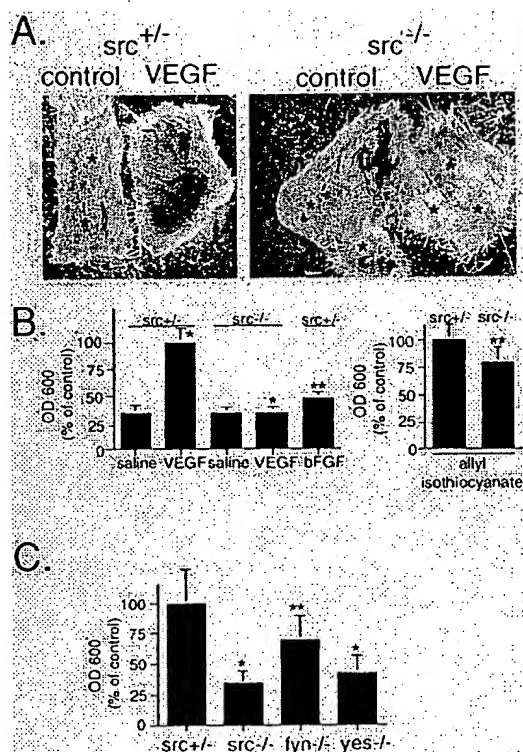 A.
src+/- src-/-
control VEGF control VEGF
B.
src+/- src-/- src+/-
OD 600
(% of control)
100
75
50
25
0
* * **
saline VEGF saline VEGF bFGF
src+/- src-/-
OD 600
(% of control)
100
75
50
25
0
**
allyl
isothiocyanate
C.
OD 600
(% of control)
100
75
50
25
0
* ** *
src+/- src-/- fyn-/- yes-/-